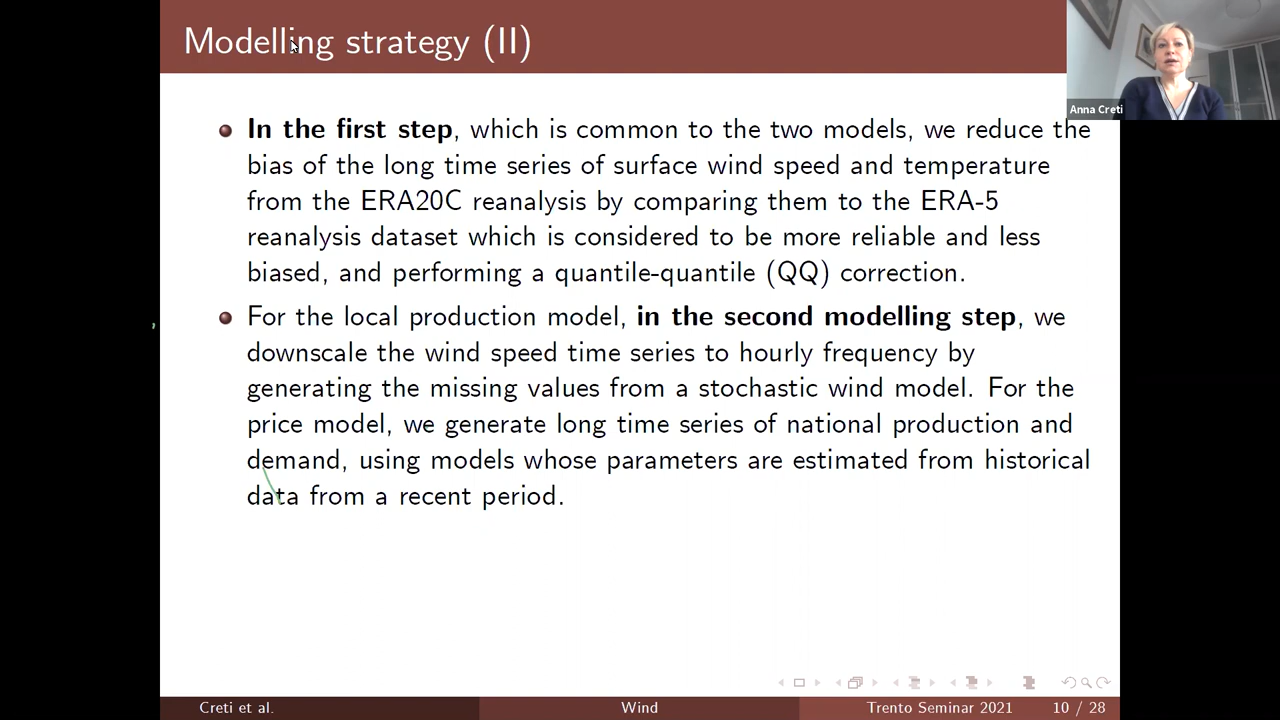 Modelling strategy (II)
Anna Creti
In the first step, which is common to the two models, we reduce the
bias of the long time series of surface wind speed and temperature
from the ERA20C reanalysis by comparing them to the ERA-5
reanalysis dataset which is considered to be more reliable and less
biased, and performing a quantile-quantile (QQ) correction.
For the local production model, in the second modelling step, we
downscale the wind speed time series to hourly frequency by
generating the missing values from a stochastic wind model. For the
price model, we generate long time series of national production and
demand, using models whose parameters are estimated from historical
data from a recent period.
Creti et al.
Wind
Trento Seminar 2021
10 / 28